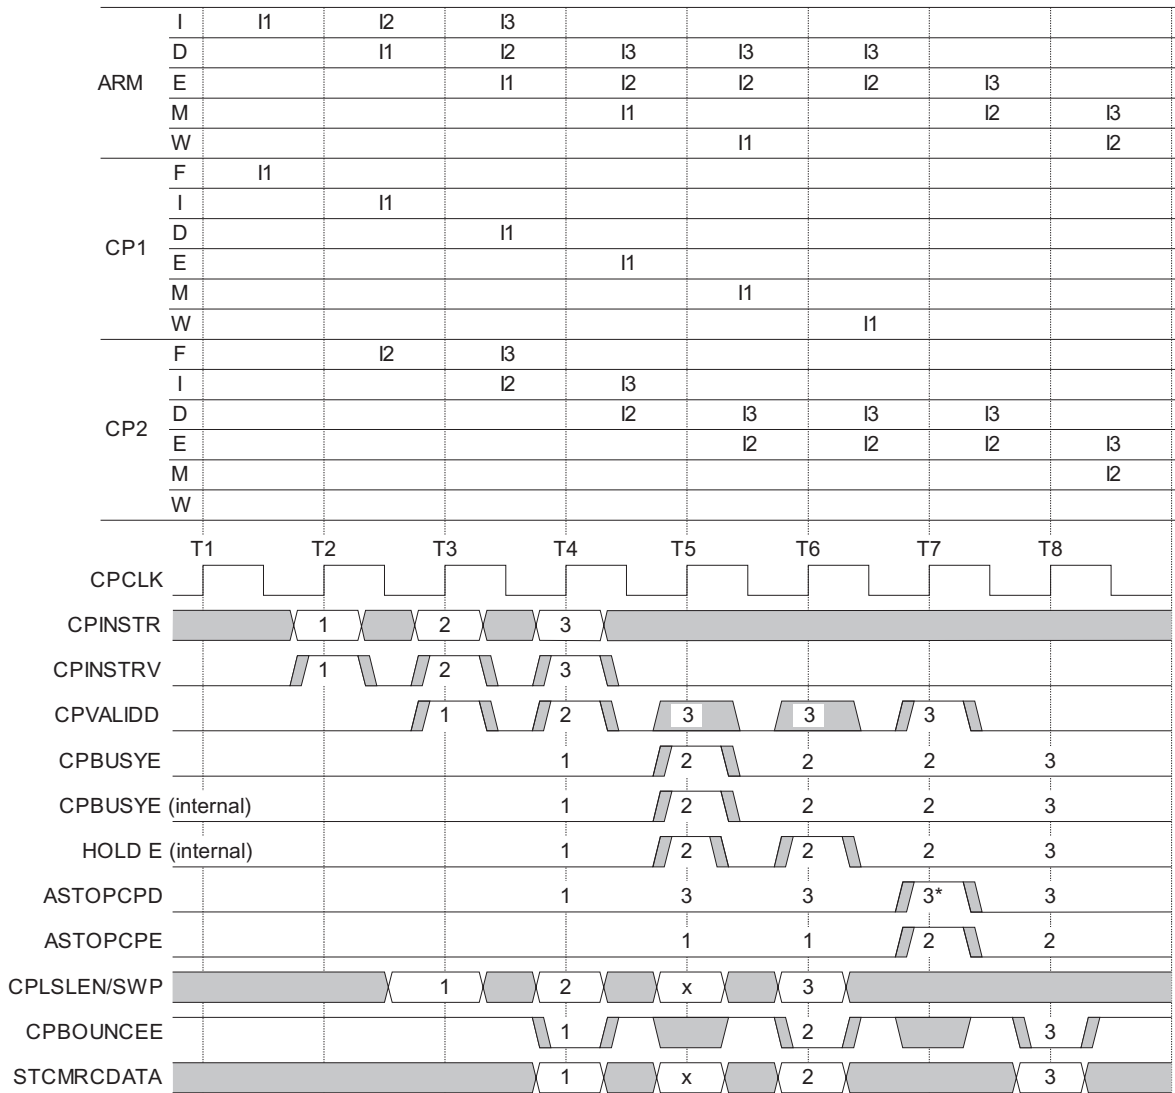 I I1 I2 I3
D I1 I2 I3 I3 I3
ARM E I1 I2 I2 I2 I3
M I1 I2 I3
W I1 I2
F I1
I I1
CP1 D I1
E I1
M I1
W I1
F I2 I3
I I2 I3
CP2 D I2 I3 I3 I3
E I2 I2 I2 I3
M I2
W
T1 T2 T3 T4 T5 T6 T7 T8
CPCLK
CPINSTR 1 2 3
CPINSTRV 1 2 3
CPVALIDD 1 2 3 3 3
CPBUSYE 1 2 2 2 3
CPBUSYE (internal) 1 2 2 2 3
HOLD E (internal) 1 2 2 2 3
ASTOPCPD 1 3 3 3* 3
ASTOPCPE 1 1 2 2
CPLSLEN/SWP 1 2 x 3
CPBOUNCEE 1 2 3
STCMRCDATA 1 x 2 3